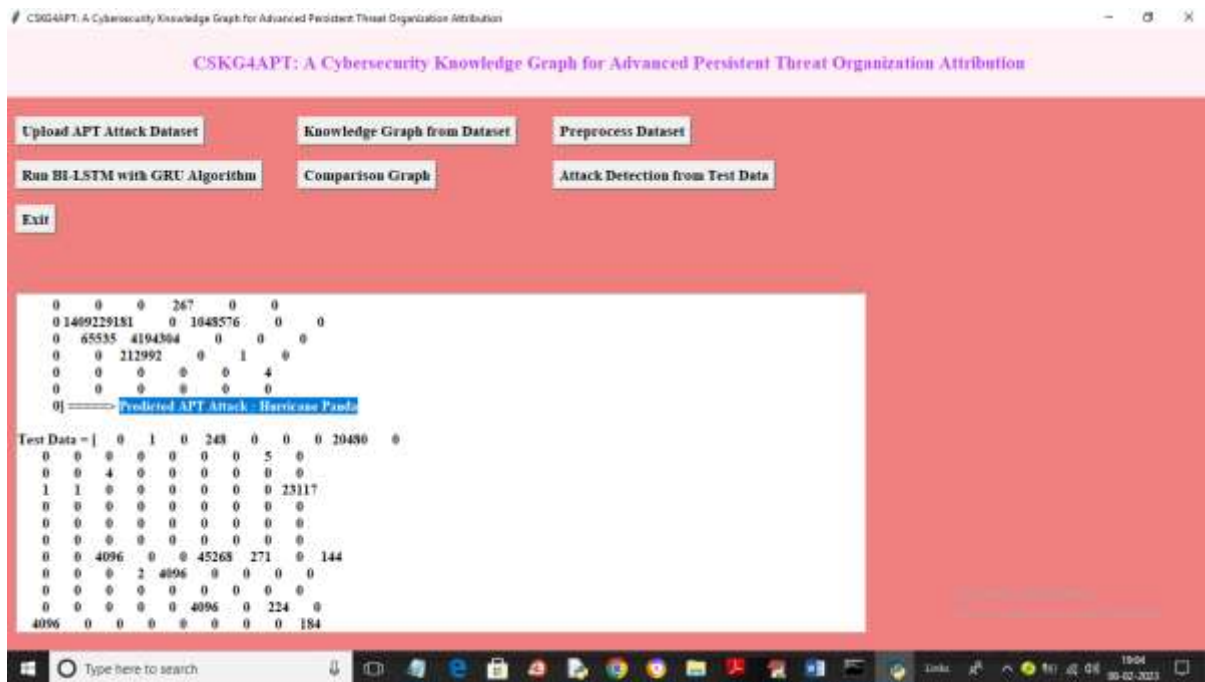 CSKG4APT: A Cybersecurity Knowledge Graph for Advanced Persistent Threat Organization Attribution
CSKG4APT: A Cybersecurity Knowledge Graph for Advanced Persistent Threat Organization Attribution
Upload APT Attack Dataset
Knowledge Graph from Dataset
Preprocess Dataset
Run BI-LSTM with GRU Algorithm
Comparison Graph
Attack Detection from Test Data
Exit
0 0 0 267 0 0
0 1409229181 0 1048576 0 0
0 65535 4194304 0 0 0
0 0 212992 0 1 0
0 0 0 0 0 4
0 0 0 0 0 0
0] =====> Predicted APT Attack : Hurricane Panda
Test Data = [ 0 1 0 248 0 0 0 20480 0
0 0 0 0 0 0 0 5 0
0 0 4 0 0 0 0 0 0
1 1 0 0 0 0 0 0 23117
0 0 0 0 0 0 0 0 0
0 0 0 0 0 0 0 0 0
0 0 0 0 0 0 0 0 0
0 0 4096 0 0 45268 271 0 144
0 0 0 2 4096 0 0 0 0
0 0 0 0 0 0 0 0 0
0 0 0 0 0 4096 0 224 0
4096 0 0 0 0 0 0 0 184
Type here to search
Links
19:04